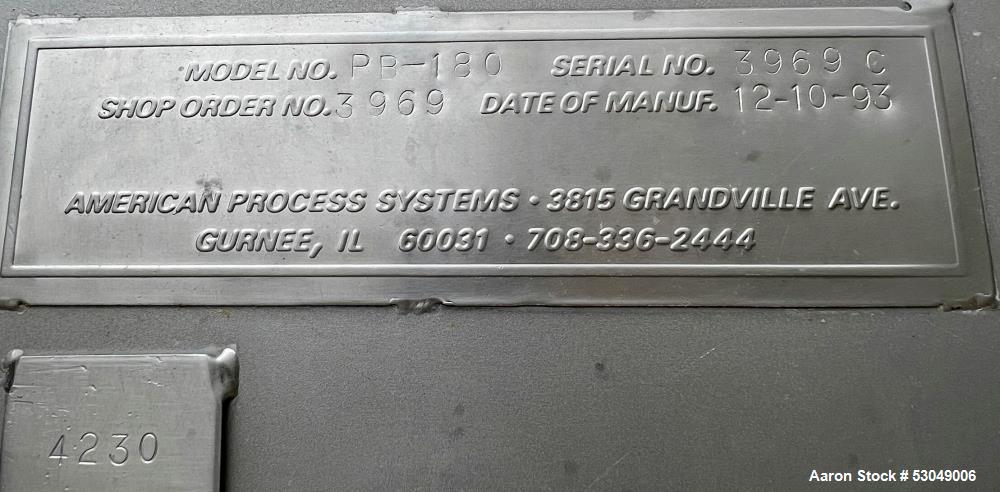 MODEL NO. PB-180 SERIAL NO. 3969 C
SHOP ORDER NO. 3969 DATE OF MANUF. 12-10-93
AMERICAN PROCESS SYSTEMS • 3815 GRANDVILLE AVE.
GURNEE, IL 60031 • 708-336-2444
4230
Aaron Stock # 53049006